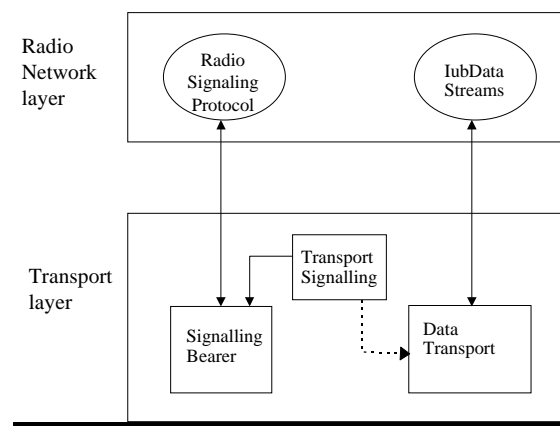 Radio
Network
layer
Radio
Signaling
Protocol
IubData
Streams
Transport
layer
Transport
Signalling
Signalling
Bearer
Data
Transport